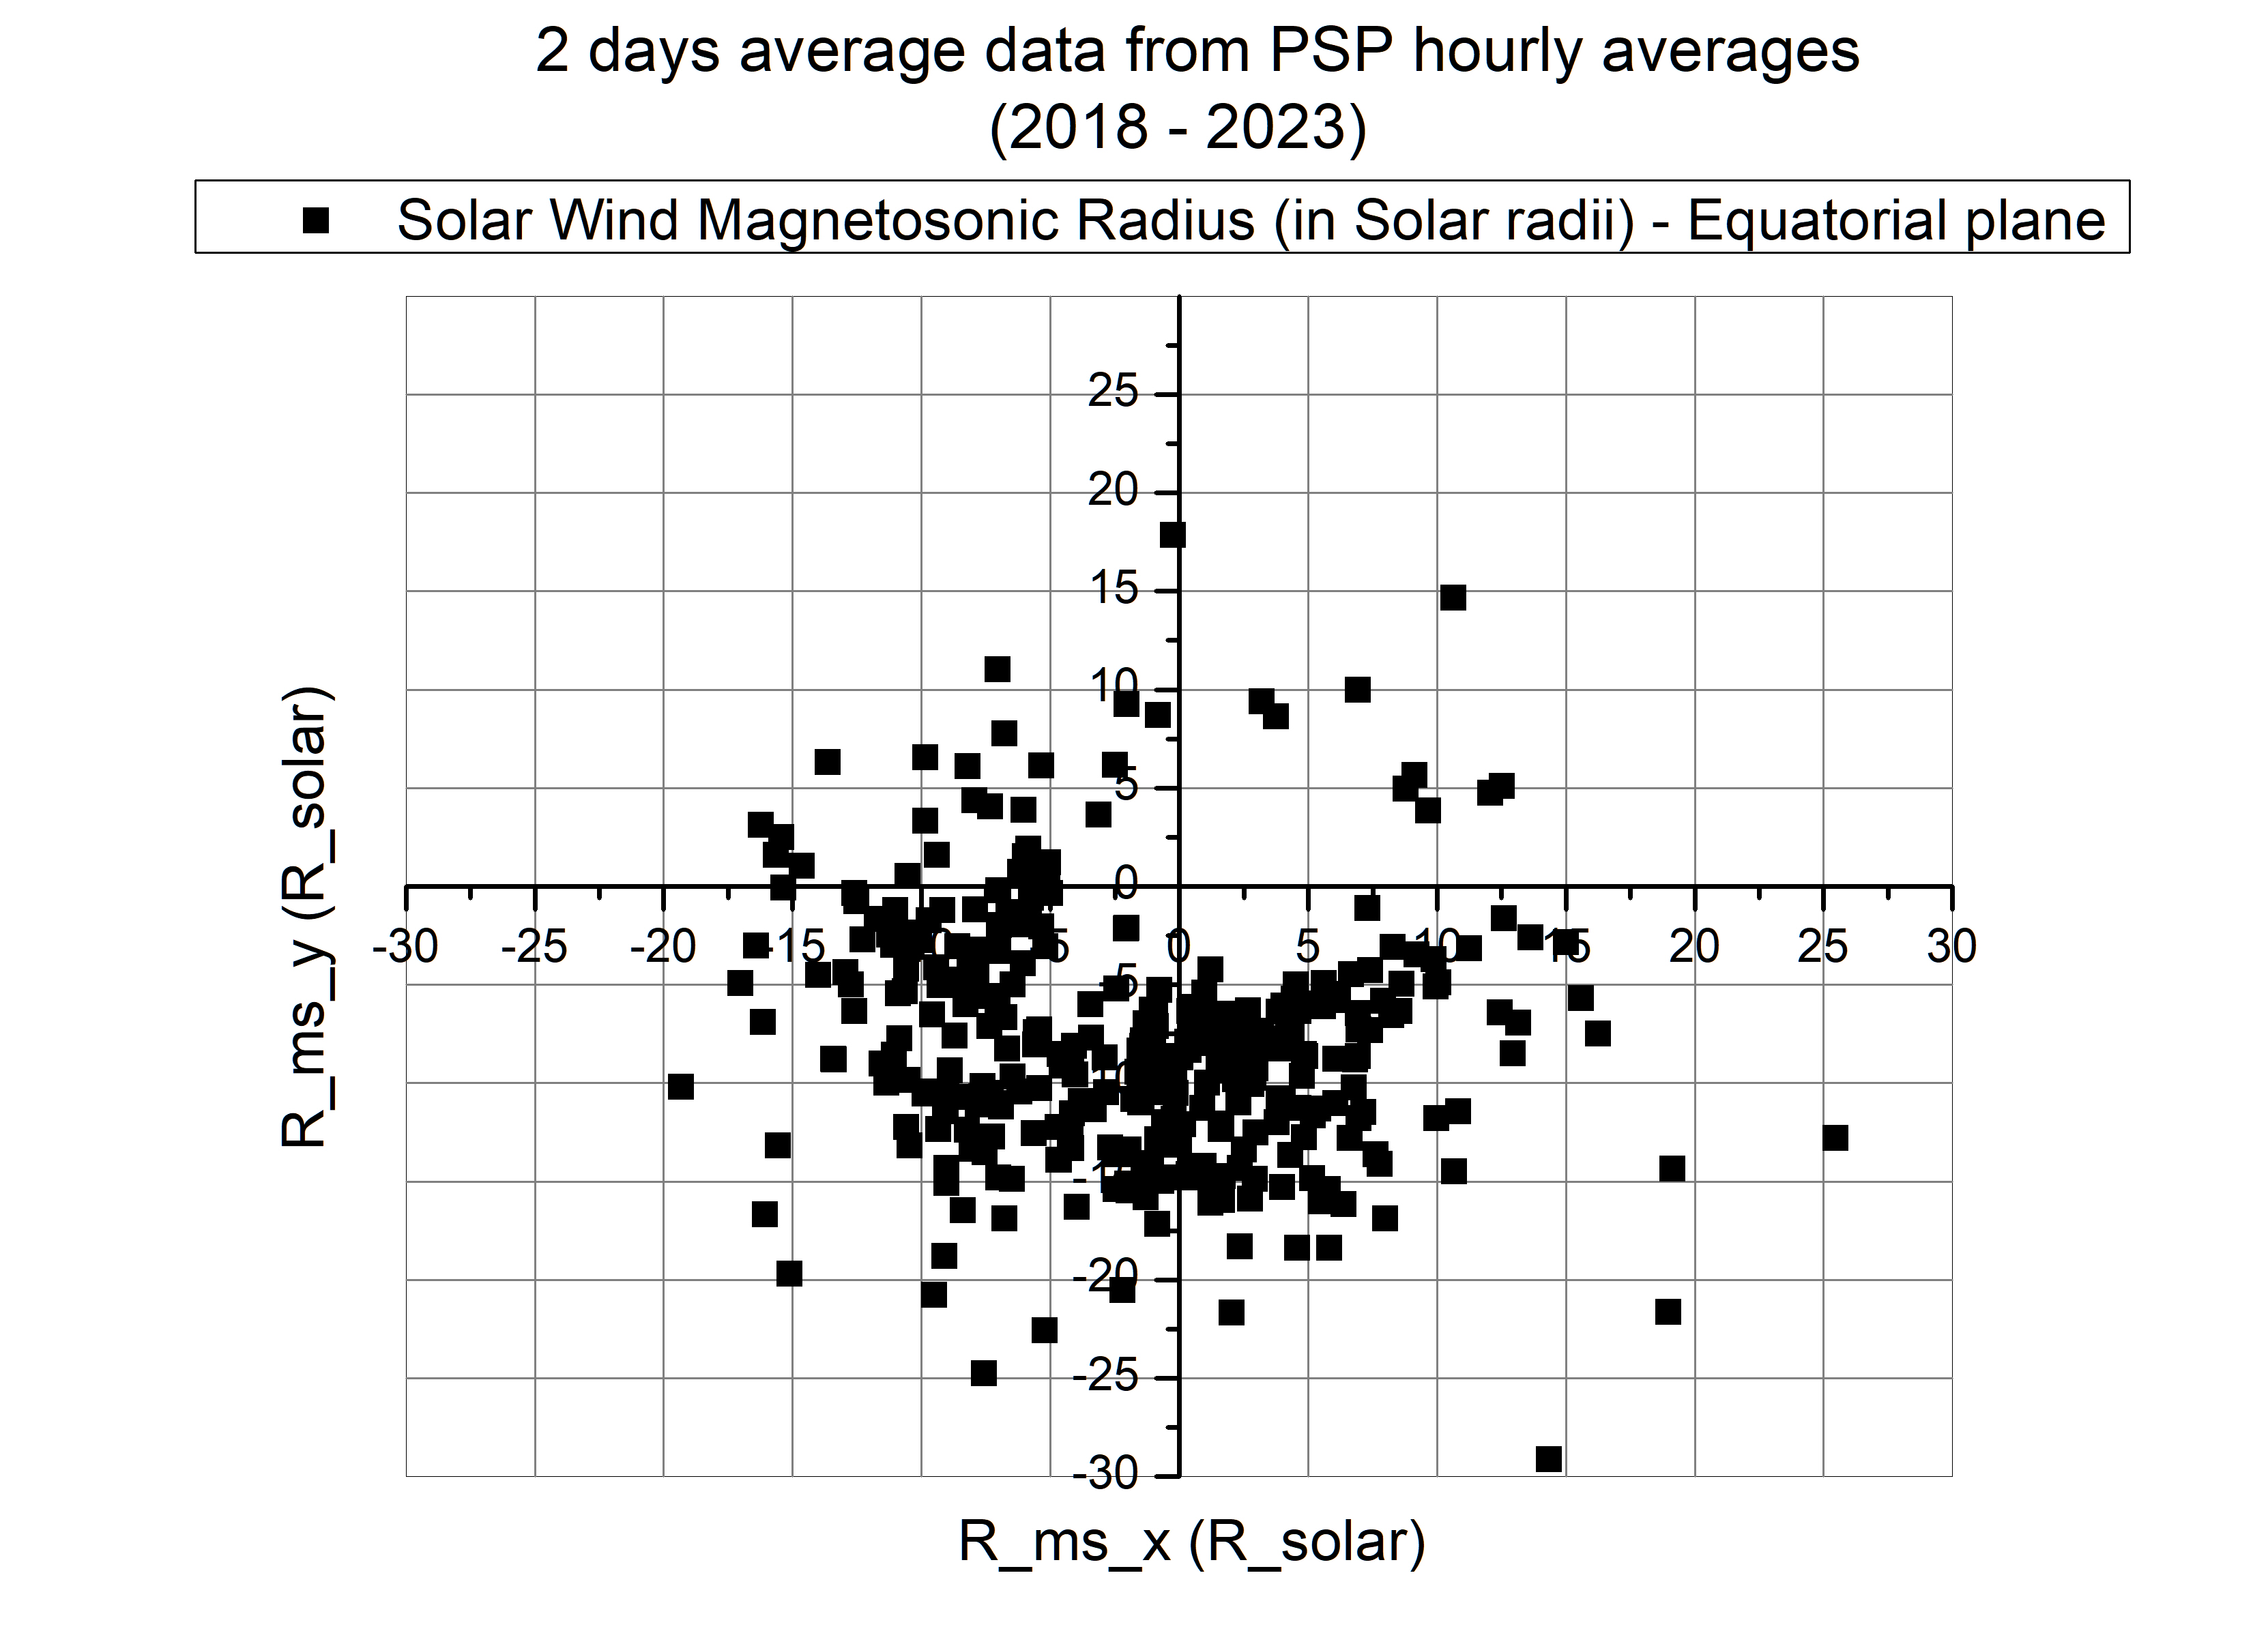 2 days average data from PSP hourly averages
(2018 - 2023)
Solar Wind Magnetosonic Radius (in Solar radii) - Equatorial plane
25
20
15
10
5
0
-30 -25 -20 -15 0 5 10 15 20 25 30
-20
-25
-30
R_ms_y (R_solar)
R_ms_x (R_solar)